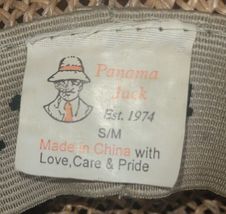 Panama
Jack
Est. 1974
S/M
Made in China with
Love,Care & Pride